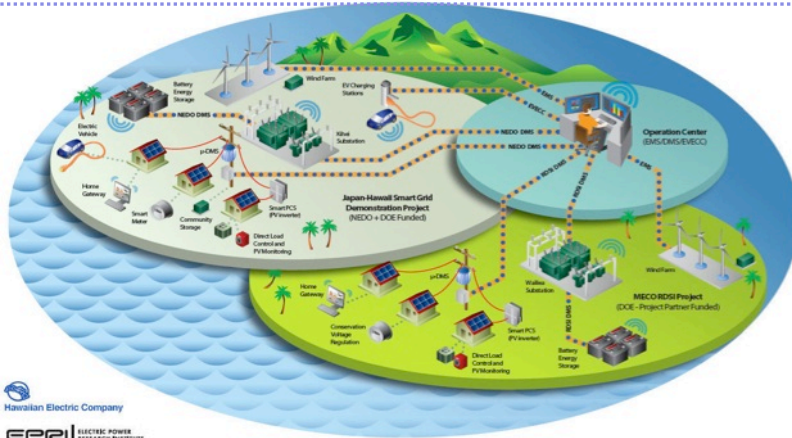 Battery
Energy
Storage
Wind Farm
EV Charging
Stations
EMS
EVECC
NEDO DMS
Electric
Vehicle
Kihei
Substation
Operation Center
(EMS/DMS/EVECC)
μ-DMS
NEDO DMS
NEDO DMS
Home
Gateway
Smart
Meter
Community
Storage
Smart PCS
(PV inverter)
Direct Load
Control and
PV Monitoring
Japan-Hawaii Smart Grid
Demonstration Project
(NEDO + DOE Funded)
RDSI DMS
RDSI DMS
EMS
μ-DMS
Wailea
Substation
Wind Farm
MECO RDSI Project
(DOE - Project Partner Funded)
Home
Gateway
Conservation
Voltage
Regulation
Smart PCS
(PV inverter)
RDSI DMS
Direct Load
Control and
PV Monitoring
Battery
Energy
Storage
Hawaiian Electric Company
EPRI
ELECTRIC POWER
RESEARCH INSTITUTE